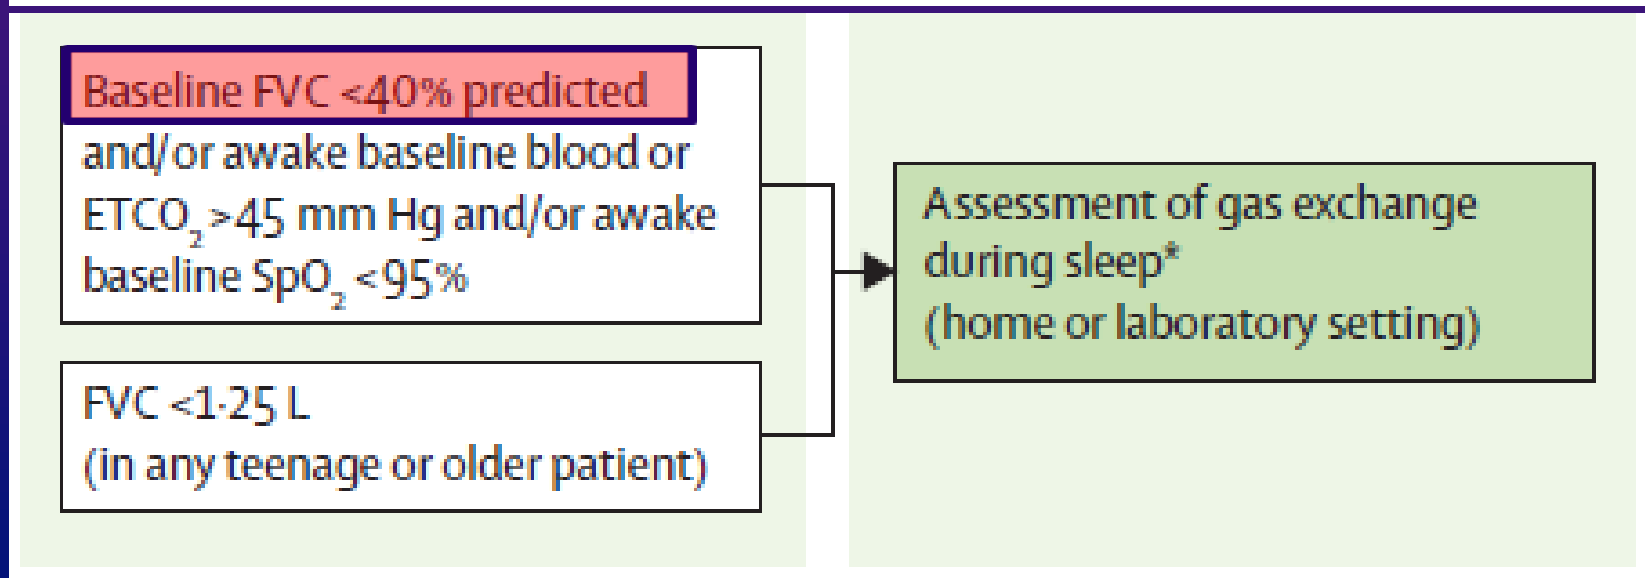 Baseline FVC <40% predicted
and/or awake baseline blood or
ETCO₂ >45 mm Hg and/or awake
baseline SpO₂ <95%
FVC <1·25 L
(in any teenage or older patient)
Assessment of gas exchange
during sleep*
(home or laboratory setting)